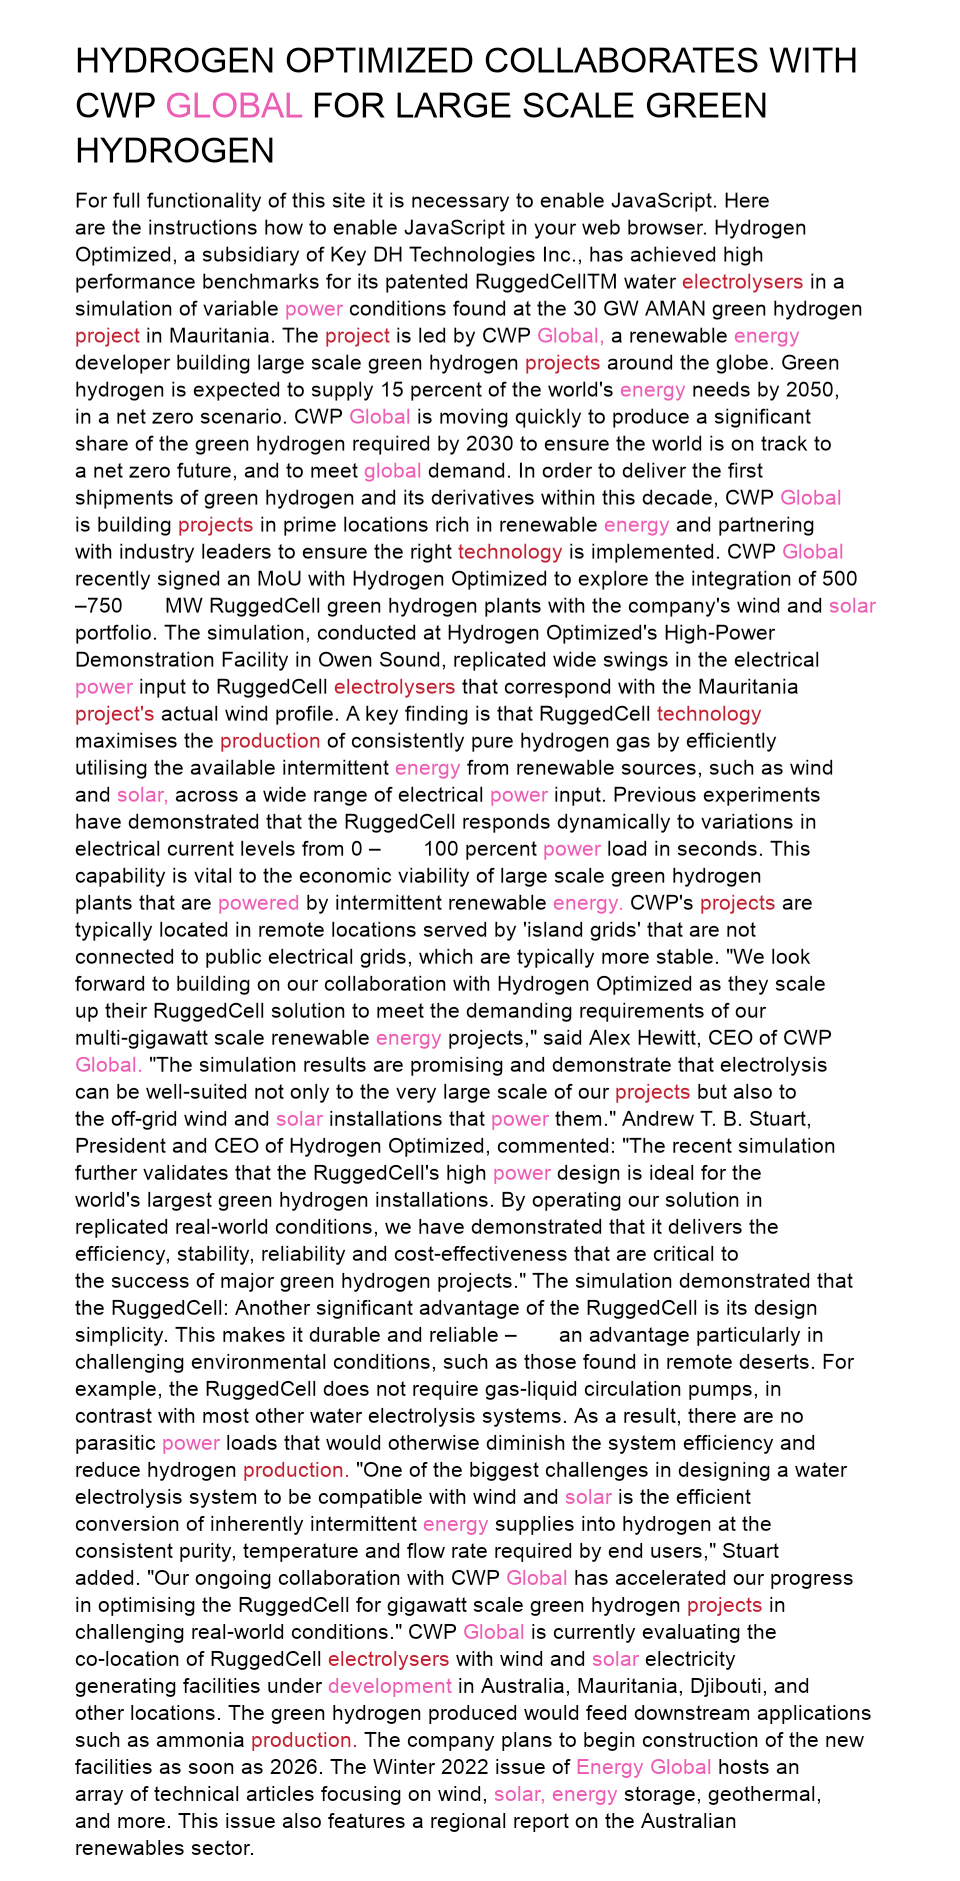 HYDROGEN OPTIMIZED COLLABORATES WITH
CWP GLOBAL FOR LARGE SCALE GREEN
HYDROGEN
For full functionality of this site it is necessary to enable JavaScript. Here
are the instructions how to enable JavaScript in your web browser. Hydrogen
Optimized, a subsidiary of Key DH Technologies Inc., has achieved high
performance benchmarks for its patented RuggedCellTM water electrolysers in a
simulation of variable power conditions found at the 30 GW AMAN green hydrogen
project in Mauritania. The project is led by CWP Global, a renewable energy
developer building large scale green hydrogen projects around the globe. Green
hydrogen is expected to supply 15 percent of the world's energy needs by 2050,
in a net zero scenario. CWP Global is moving quickly to produce a significant
share of the green hydrogen required by 2030 to ensure the world is on track to
a net zero future, and to meet global demand. In order to deliver the first
shipments of green hydrogen and its derivatives within this decade, CWP Global
is building projects in prime locations rich in renewable energy and partnering
with industry leaders to ensure the right technology is implemented. CWP Global
recently signed an MoU with Hydrogen Optimized to explore the integration of 500
–750 MW RuggedCell green hydrogen plants with the company's wind and solar
portfolio. The simulation, conducted at Hydrogen Optimized's High-Power
Demonstration Facility in Owen Sound, replicated wide swings in the electrical
power input to RuggedCell electrolysers that correspond with the Mauritania
project's actual wind profile. A key finding is that RuggedCell technology
maximises the production of consistently pure hydrogen gas by efficiently
utilising the available intermittent energy from renewable sources, such as wind
and solar, across a wide range of electrical power input. Previous experiments
have demonstrated that the RuggedCell responds dynamically to variations in
electrical current levels from 0 – 100 percent power load in seconds. This
capability is vital to the economic viability of large scale green hydrogen
plants that are powered by intermittent renewable energy. CWP's projects are
typically located in remote locations served by 'island grids' that are not
connected to public electrical grids, which are typically more stable. "We look
forward to building on our collaboration with Hydrogen Optimized as they scale
up their RuggedCell solution to meet the demanding requirements of our
multi-gigawatt scale renewable energy projects," said Alex Hewitt, CEO of CWP
Global. "The simulation results are promising and demonstrate that electrolysis
can be well-suited not only to the very large scale of our projects but also to
the off-grid wind and solar installations that power them." Andrew T. B. Stuart,
President and CEO of Hydrogen Optimized, commented: "The recent simulation
further validates that the RuggedCell's high power design is ideal for the
world's largest green hydrogen installations. By operating our solution in
replicated real-world conditions, we have demonstrated that it delivers the
efficiency, stability, reliability and cost-effectiveness that are critical to
the success of major green hydrogen projects." The simulation demonstrated that
the RuggedCell: Another significant advantage of the RuggedCell is its design
simplicity. This makes it durable and reliable – an advantage particularly in
challenging environmental conditions, such as those found in remote deserts. For
example, the RuggedCell does not require gas-liquid circulation pumps, in
contrast with most other water electrolysis systems. As a result, there are no
parasitic power loads that would otherwise diminish the system efficiency and
reduce hydrogen production. "One of the biggest challenges in designing a water
electrolysis system to be compatible with wind and solar is the efficient
conversion of inherently intermittent energy supplies into hydrogen at the
consistent purity, temperature and flow rate required by end users," Stuart
added. "Our ongoing collaboration with CWP Global has accelerated our progress
in optimising the RuggedCell for gigawatt scale green hydrogen projects in
challenging real-world conditions." CWP Global is currently evaluating the
co-location of RuggedCell electrolysers with wind and solar electricity
generating facilities under development in Australia, Mauritania, Djibouti, and
other locations. The green hydrogen produced would feed downstream applications
such as ammonia production. The company plans to begin construction of the new
facilities as soon as 2026. The Winter 2022 issue of Energy Global hosts an
array of technical articles focusing on wind, solar, energy storage, geothermal,
and more. This issue also features a regional report on the Australian
renewables sector.